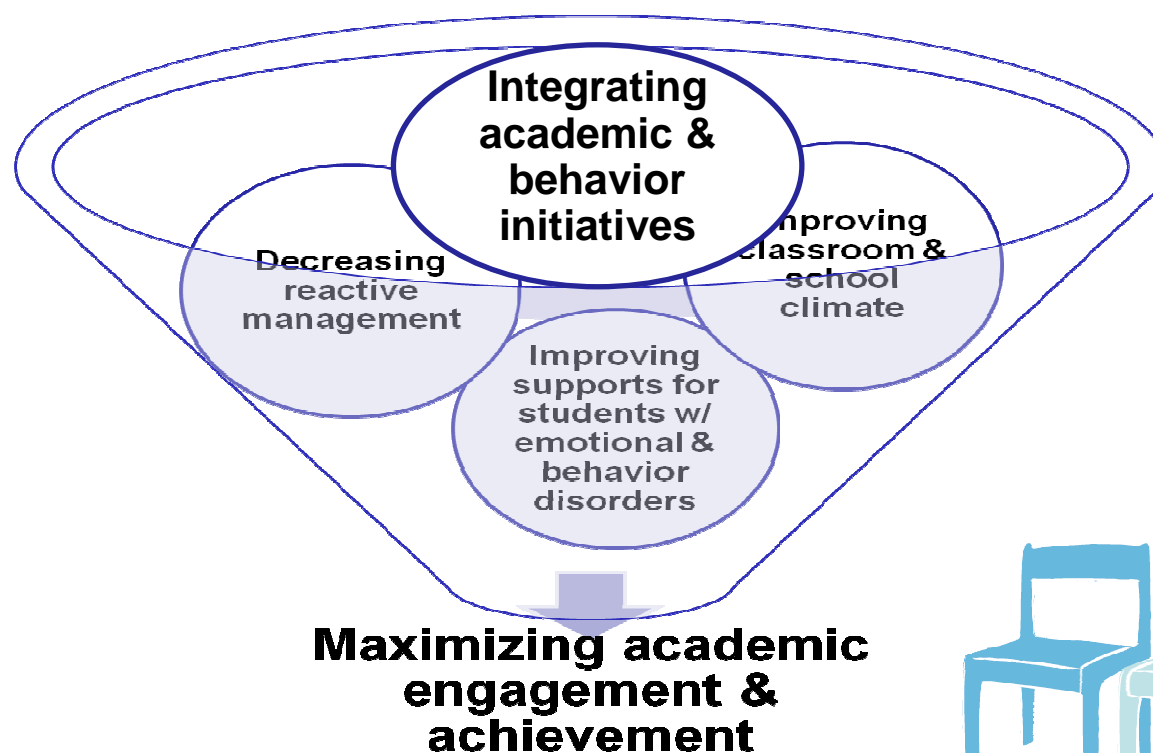 Integrating
academic &
behavior
initiatives
Decreasing
reactive
management
mproving
classroom &
school
climate
Improving
supports for
students w/
emotional &
behavior
disorders
Maximizing academic
engagement &
achievement